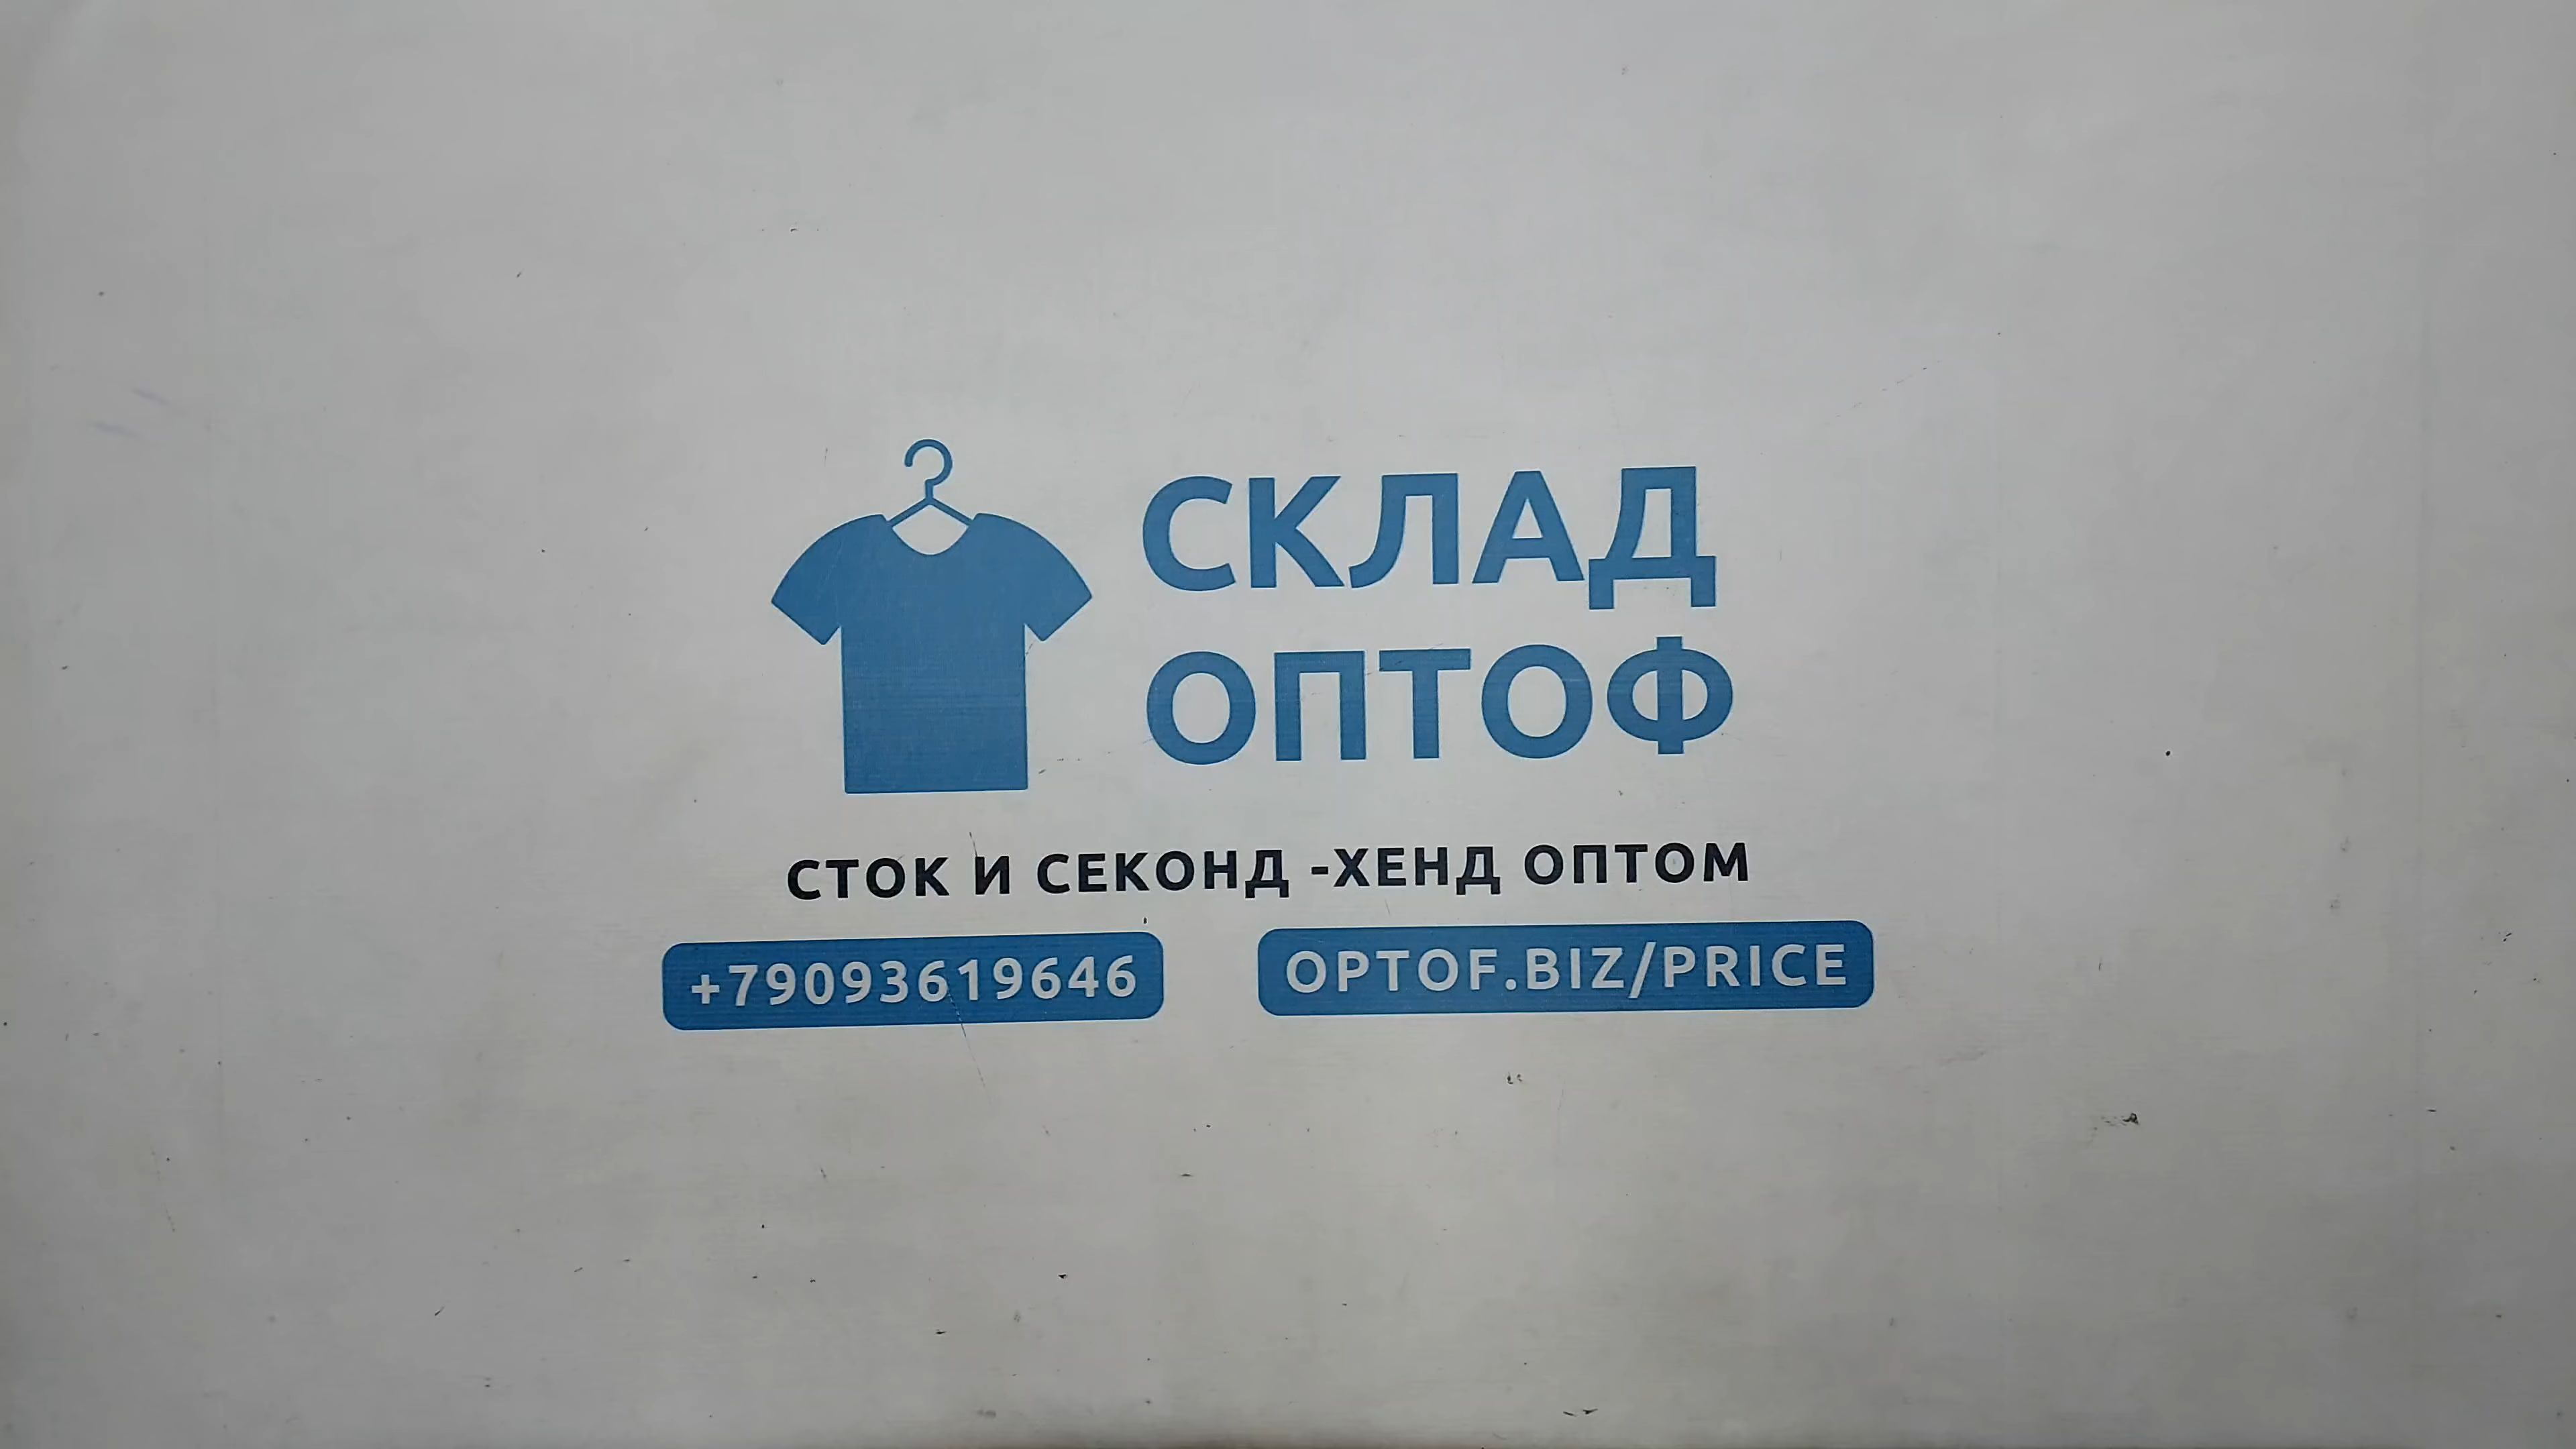 СКЛАД
ОПТОФ
СТОК И СЕКОНД -ХЕНД ОПТОМ
+79093619646
OPTOF.BIZ/PRICE